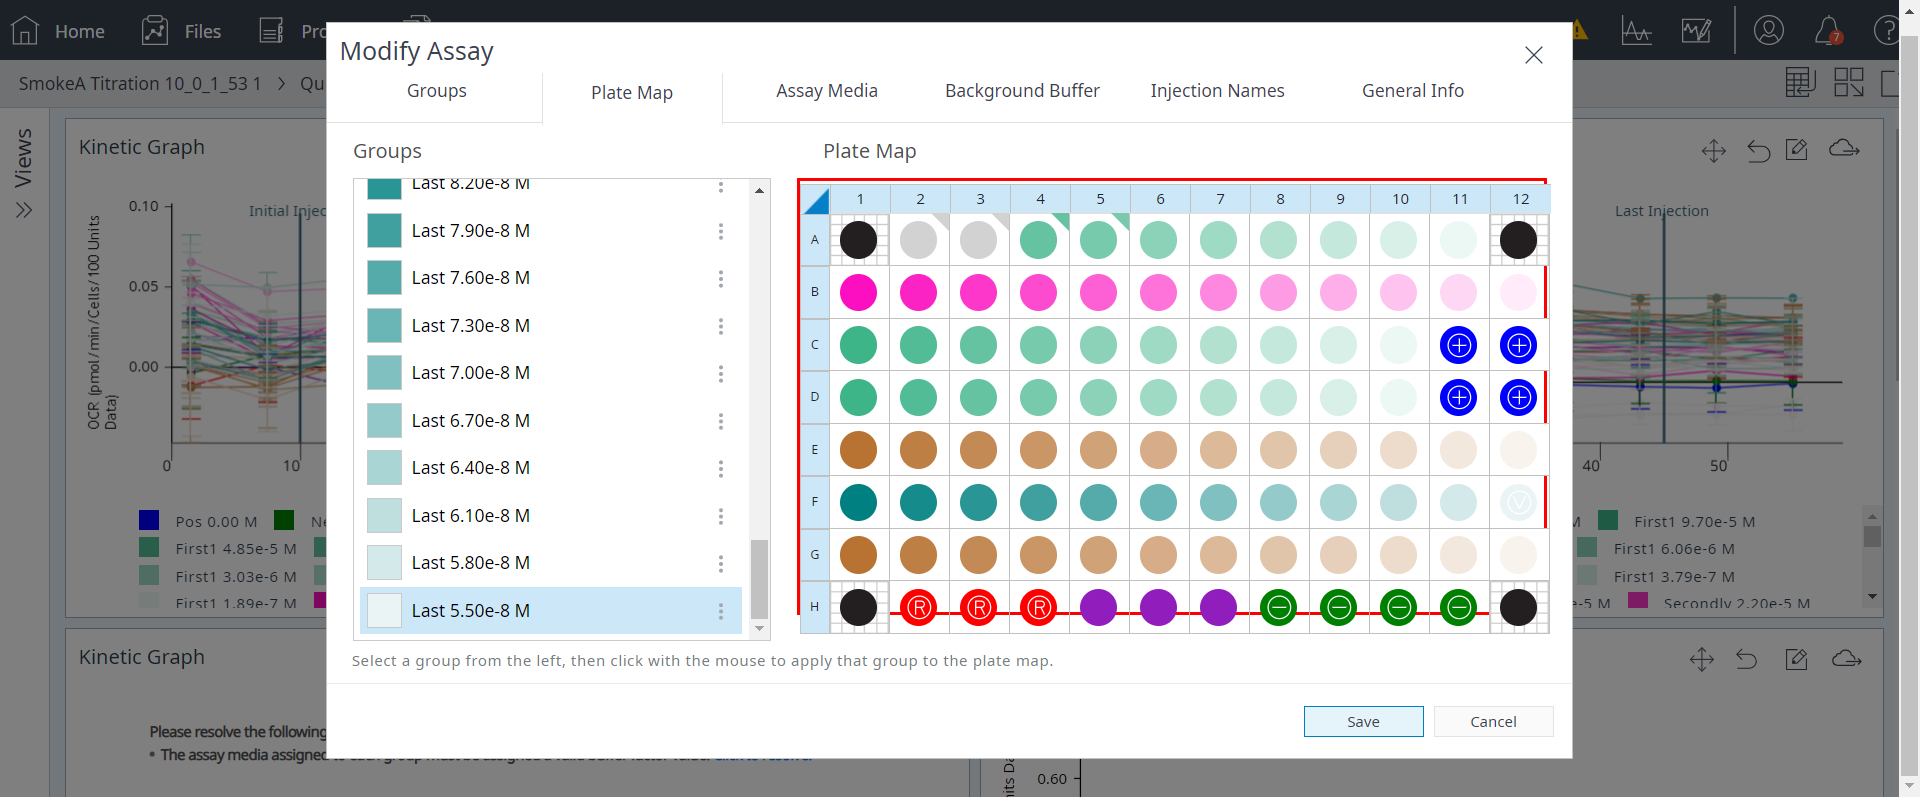 Home
Files
Modify Assay
7
SmokeA Titration 10_0_1_53 1 > Qu
Groups
Plate Map
Assay Media
Background Buffer
Injection Names
General Info
Views
Kinetic Graph
Groups
Plate Map
Last 8.20e-8 M
Last 7.90e-8 M
Last 7.60e-8 M
Last 7.30e-8 M
Last 7.00e-8 M
Last 6.70e-8 M
Last 6.40e-8 M
Last 6.10e-8 M
Last 5.80e-8 M
Last 5.50e-8 M
1 2 3 4 5 6 7 8 9 10 11 12
A
B
C
D
E
F
V
G
H
R R R
Select a group from the left, then click with the mouse to apply that group to the plate map.
Save
Cancel
OCR (pmol/min/Cells/100 Units
Data)
0.10
0.05
0.00
Initial Injec
0
10
Pos 0.00 M
First1 4.85e-5 M
First1 3.03e-6 M
First1 1.89e-7 M
Last Injection
40
50
M
First1 9.70e-5 M
First1 6.06e-6 M
First1 3.79e-7 M
e-5 M
Secondly 2.20e-5 M
Kinetic Graph
Please resolve the following
• The assay media assigned
0.60